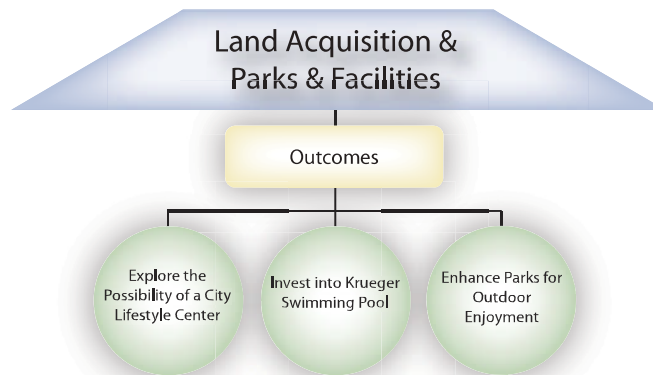 Land Acquisition &
Parks & Facilities
Outcomes
Explore the
Possibility of a City
Lifestyle Center
Invest into Krueger
Swimming Pool
Enhance Parks for
Outdoor
Enjoyment